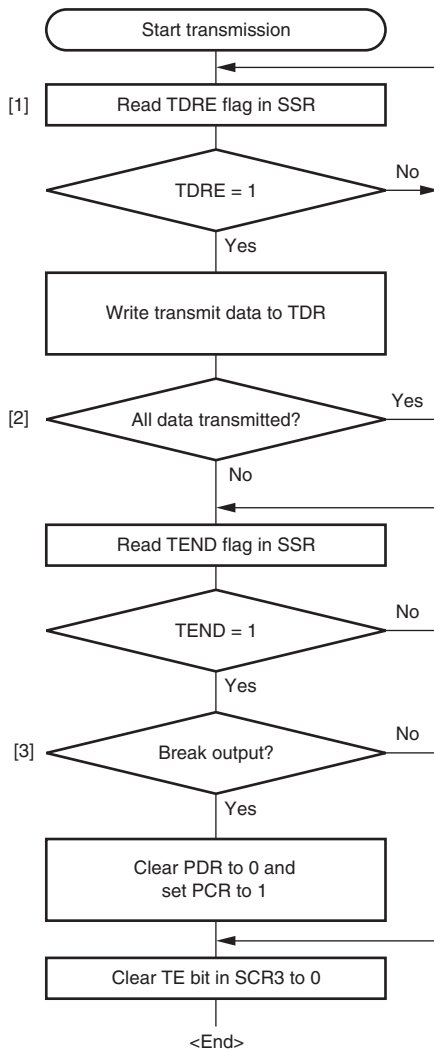 Start transmission
[1]
Read TDRE flag in SSR
No
TDRE = 1
Yes
Write transmit data to TDR
[2]
All data transmitted?
Yes
No
Read TEND flag in SSR
No
TEND = 1
Yes
[3]
Break output?
No
Yes
Clear PDR to 0 and
set PCR to 1
Clear TE bit in SCR3 to 0
<End>